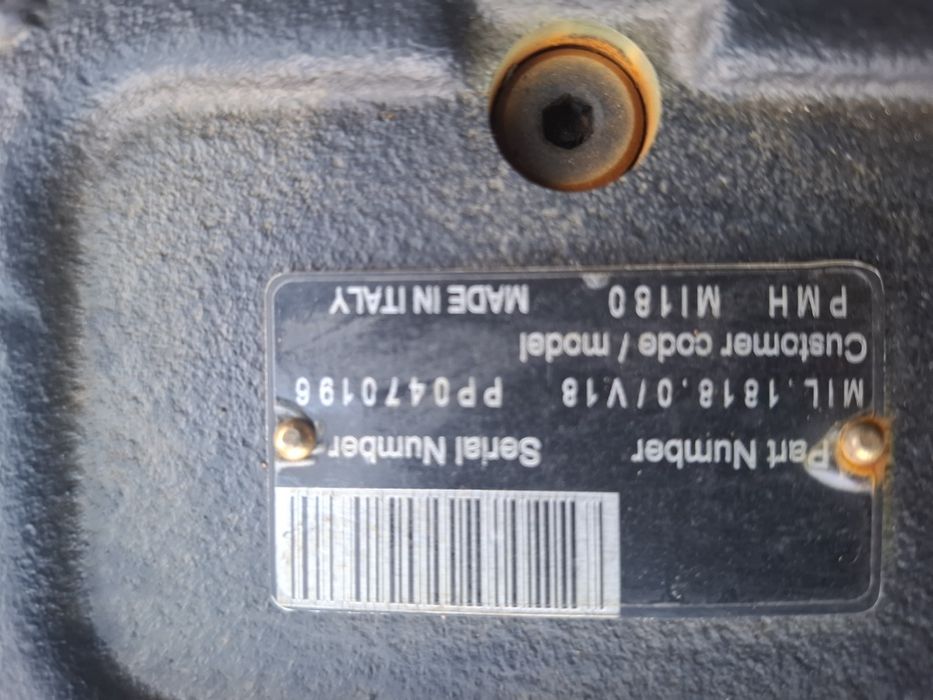 Part Number Serial Number
MIL.1818.0/V18 PP0470196
Customer code / model
PMH MI180 MADE IN ITALY